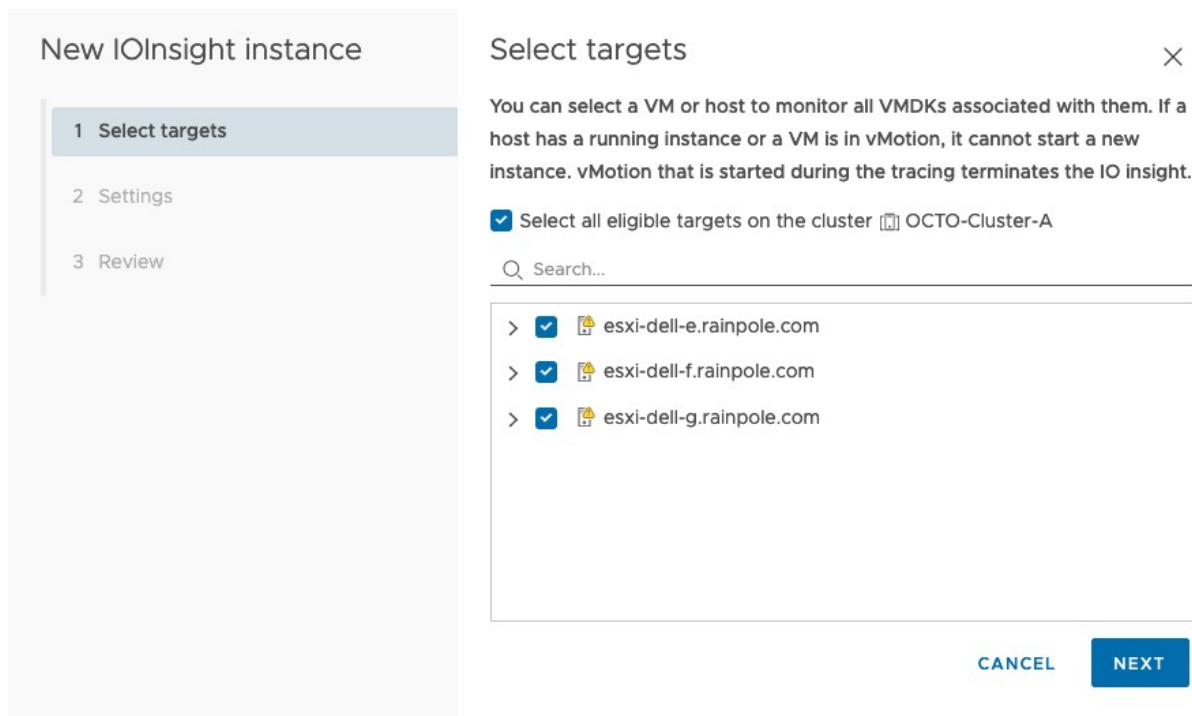 New IOInsight instance
1 Select targets
2 Settings
3 Review
Select targets
You can select a VM or host to monitor all VMDKs associated with them. If a
host has a running instance or a VM is in vMotion, it cannot start a new
instance. vMotion that is started during the tracing terminates the IO insight.
Select all eligible targets on the cluster OCTO-Cluster-A
Search...
esxi-dell-e.rainpole.com
esxi-dell-f.rainpole.com
esxi-dell-g.rainpole.com
CANCEL NEXT